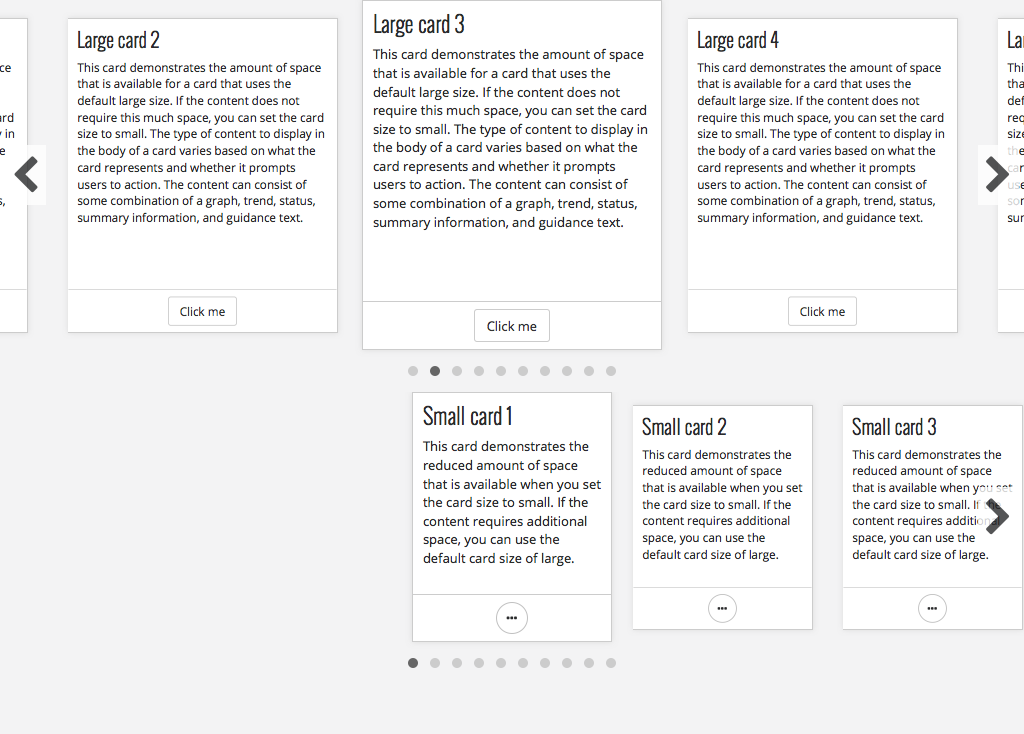 ce
ard
in
e
s,
Large card 2
This card demonstrates the amount of space
that is available for a card that uses the
default large size. If the content does not
require this much space, you can set the card
size to small. The type of content to display in
the body of a card varies based on what the
card represents and whether it prompts
users to action. The content can consist of
some combination of a graph, trend, status,
summary information, and guidance text.
Click me
Large card 3
This card demonstrates the amount of space
that is available for a card that uses the
default large size. If the content does not
require this much space, you can set the card
size to small. The type of content to display in
the body of a card varies based on what the
card represents and whether it prompts
users to action. The content can consist of
some combination of a graph, trend, status,
summary information, and guidance text.
Click me
Large card 4
This card demonstrates the amount of space
that is available for a card that uses the
default large size. If the content does not
require this much space, you can set the card
size to small. The type of content to display in
the body of a card varies based on what the
card represents and whether it prompts
users to action. The content can consist of
some combination of a graph, trend, status,
summary information, and guidance text.
Click me
Small card 1
This card demonstrates the
reduced amount of space
that is available when you set
the card size to small. If the
content requires additional
space, you can use the
default card size of large.
Small card 2
This card demonstrates the
reduced amount of space
that is available when you set
the card size to small. If the
content requires additional
space, you can use the
default card size of large.
Small card 3
This card demonstrates the
reduced amount of space
that is available when you set
the card size to small. If the
content requires additional
space, you can use the
default card size of large.